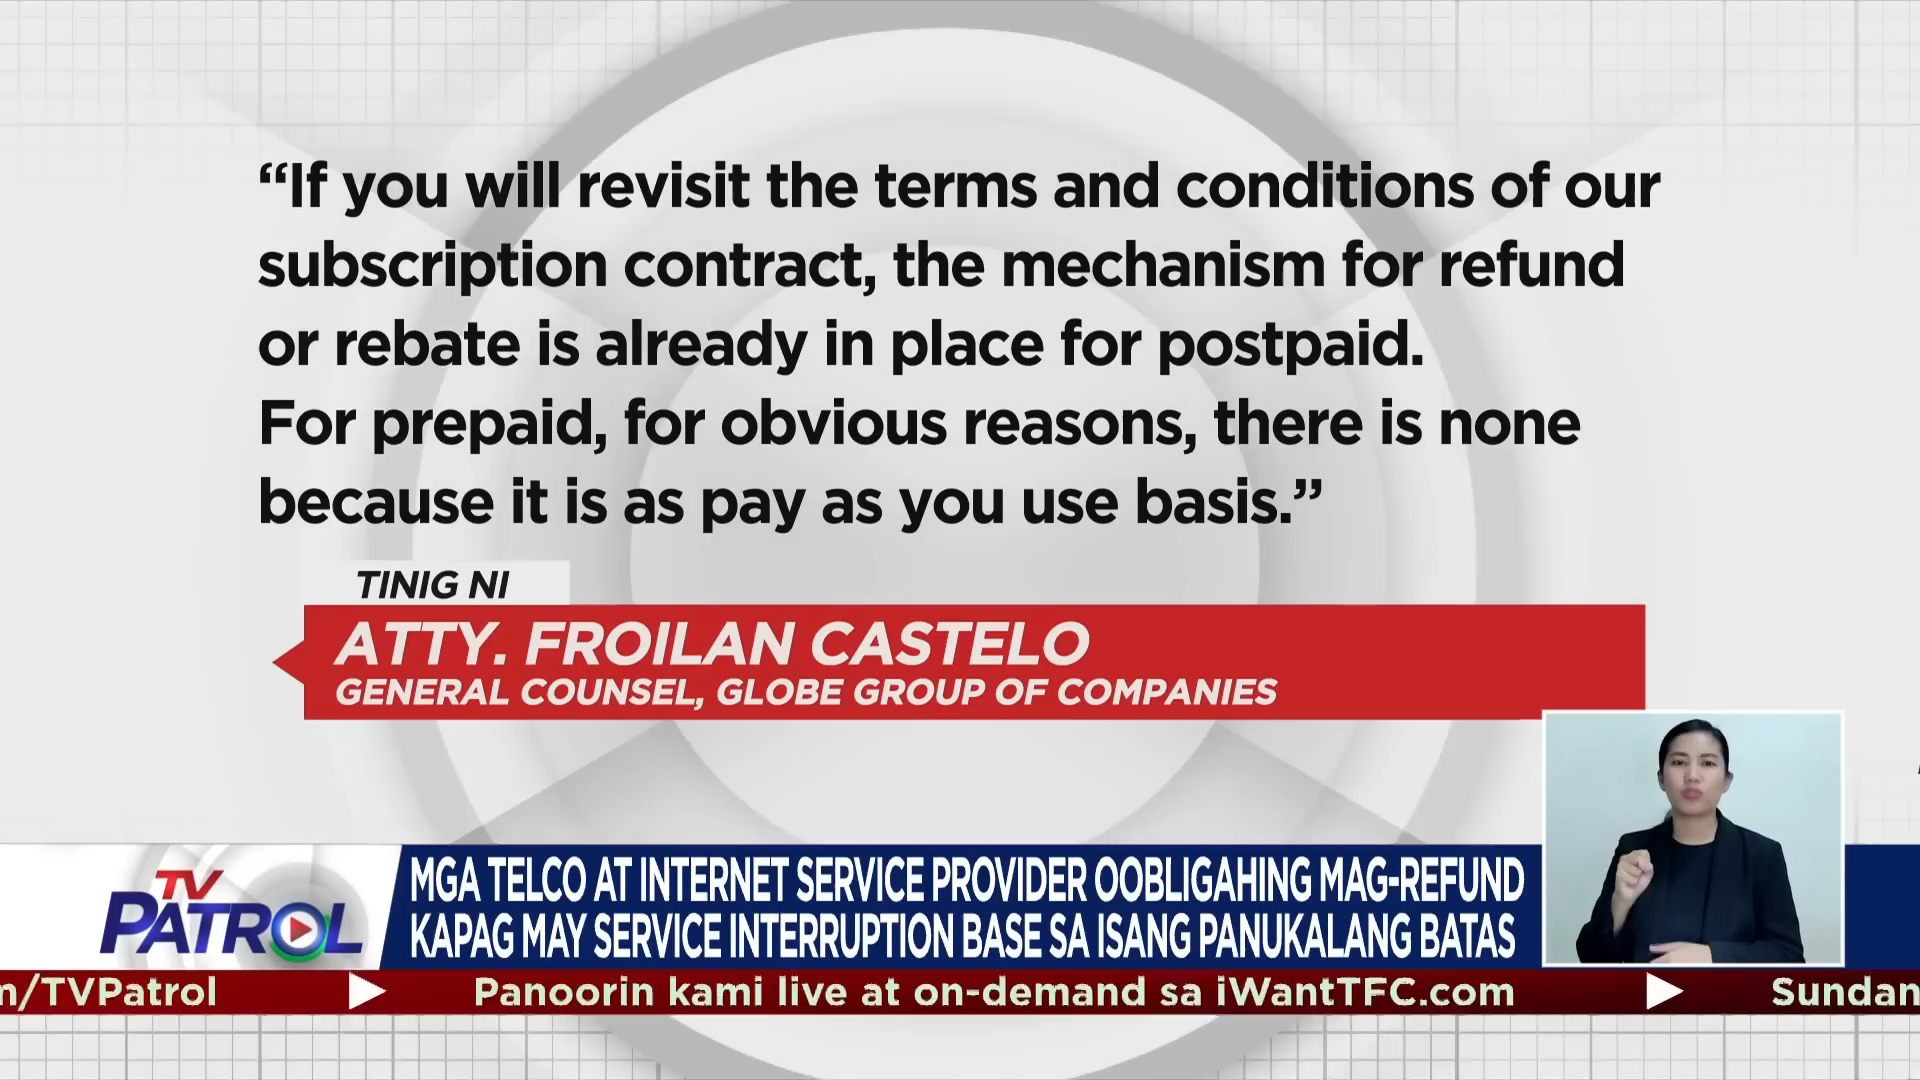 “If you will revisit the terms and conditions of our
subscription contract, the mechanism for refund
or rebate is already in place for postpaid.
For prepaid, for obvious reasons, there is none
because it is as pay as you use basis.”
TINIG NI
ATTY. FROILAN CASTELO
GENERAL COUNSEL, GLOBE GROUP OF COMPANIES
TV
PATROL
MGA TELCO AT INTERNET SERVICE PROVIDER OOBLIGAHING MAG-REFUND
KAPAG MAY SERVICE INTERRUPTION BASE SA ISANG PANUKALANG BATAS
m/TVPatrol Panoorin kami live at on-demand sa iWantTFC.com Sundan